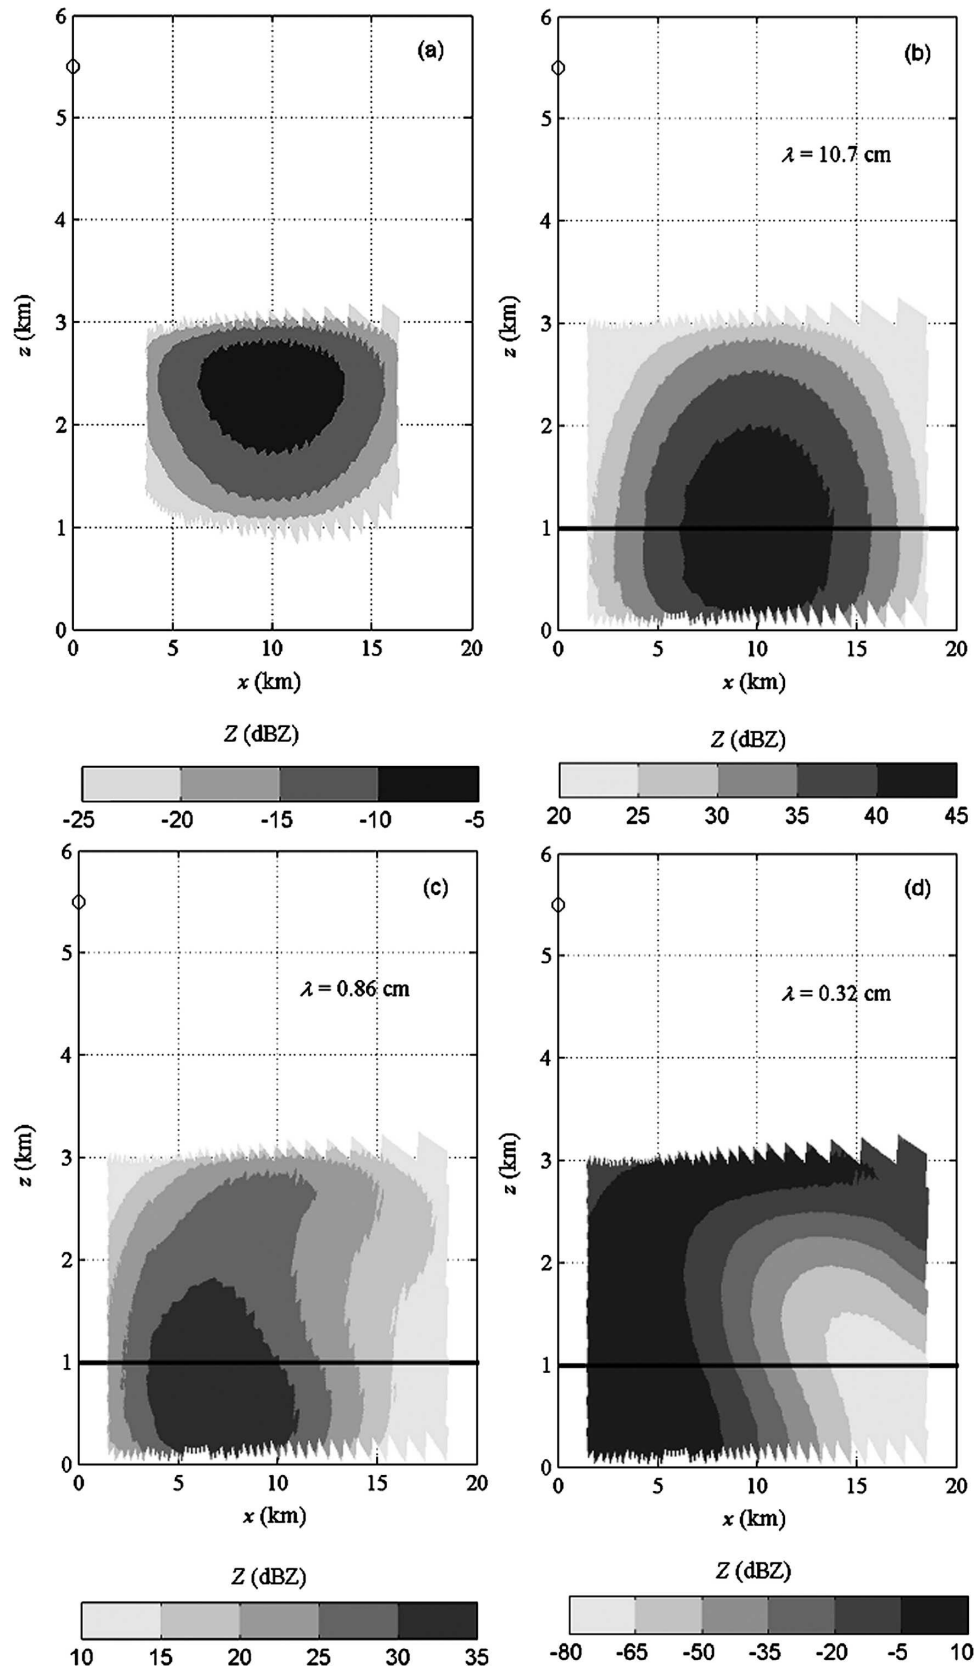 (a)
6
5
4
3
2
1
0
z (km)
0 5 10 15 20
x (km)
Z (dBZ)
-25 -20 -15 -10 -5
(b)
λ = 10.7 cm
6
5
4
3
2
1
0
z (km)
0 5 10 15 20
x (km)
Z (dBZ)
20 25 30 35 40 45
(c)
λ = 0.86 cm
6
5
4
3
2
1
0
z (km)
0 5 10 15 20
x (km)
Z (dBZ)
10 15 20 25 30 35
(d)
λ = 0.32 cm
6
5
4
3
2
1
0
z (km)
0 5 10 15 20
x (km)
Z (dBZ)
-80 -65 -50 -35 -20 -5 10